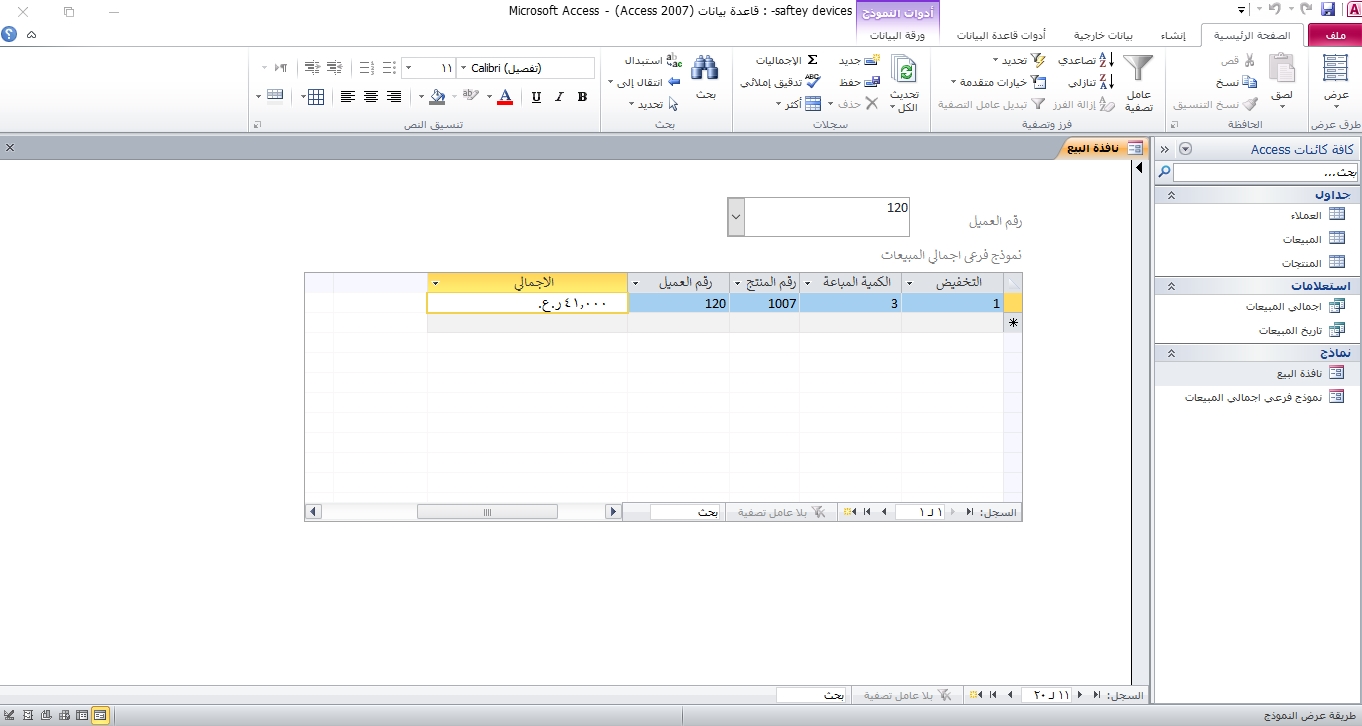 saftey devices- : قاعدة بيانات (Access 2007) - Microsoft Access
أدوات النموذج
ملف
الصفحة الرئيسية
إنشاء
بيانات خارجية
أدوات قاعدة البيانات
ورقة البيانات
عرض
طرق عرض
لصق
قص
نسخ
نسخ التنسيق
الحافظة
عامل تصفية
تصاعدي
تنازلي
إزالة الفرز
تحديد
خيارات متقدمة
تبديل عامل التصفية
فرز وتصفية
تحديث الكل
جديد
حفظ
حذف
الإجماليات
تدقيق إملائي
أكثر
سجلات
بحث
استبدال
انتقال إلى
تحديد
بحث
Calibri (تفصيل)
١١
B I U
تنسيق النص
كافة كائنات Access
بحث...
جداول
العملاء
المبيعات
المنتجات
استعلامات
اجمالي المبيعات
تاريخ المبيعات
نماذج
نافذة البيع
نموذج فرعي اجمالي المبيعات
نافذة البيع
رقم العميل
120
نموذج فرعي اجمالي المبيعات
التخفيض الكمية المباعة رقم المنتج رقم العميل الاجمالي
1 3 1007 120 ٤١,٠٠٠ ر.ع.
السجل: ١ لـ ١ بلا عامل تصفية بحث
السجل: ١١ لـ ٢٠ بلا عامل تصفية بحث
طريقة عرض النموذج